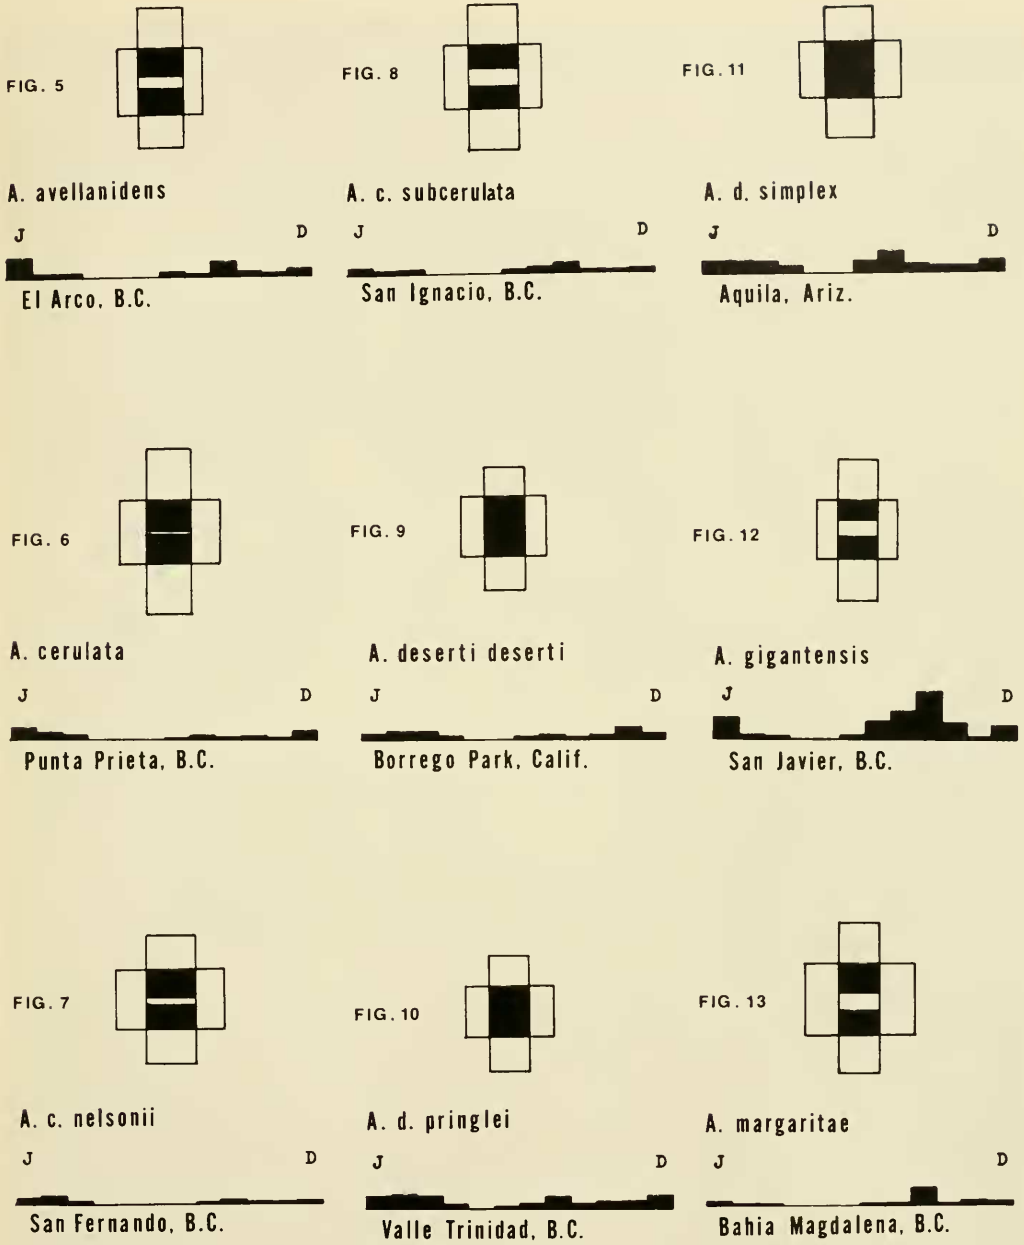 FIG. 5
A. avellanidens
J D
El Arco, B.C.
FIG. 8
A. c. subcerulata
J D
San Ignacio, B.C.
FIG. 11
A. d. simplex
J D
Aquila, Ariz.
FIG. 6
A. cerulata
J D
Punta Prieta, B.C.
FIG. 9
A. deserti deserti
J D
Borrego Park, Calif.
FIG. 12
A. gigantensis
J D
San Javier, B.C.
FIG. 7
A. c. nelsonii
J D
San Fernando, B.C.
FIG. 10
A. d. pringlei
J D
Valle Trinidad, B.C.
FIG. 13
A. margaritae
J D
Bahia Magdalena, B.C.